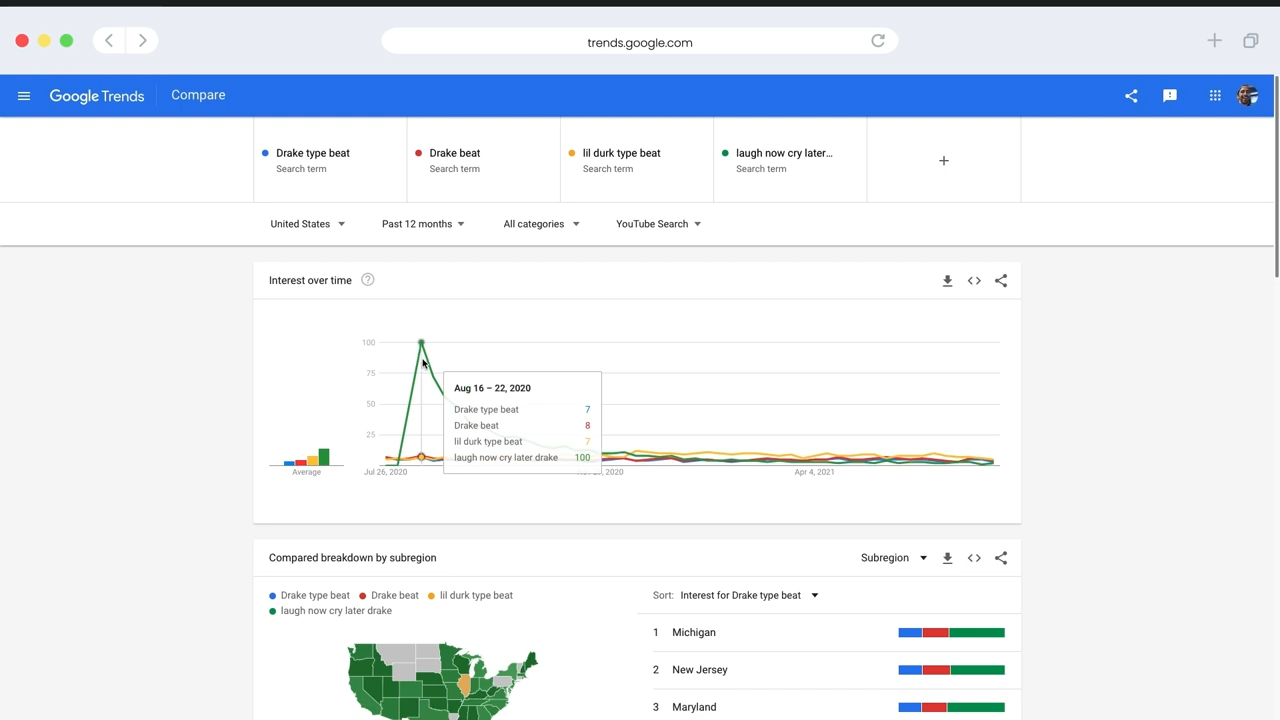 trends.google.com
Google Trends Compare
Drake type beat
Search term
Drake beat
Search term
lil durk type beat
Search term
laugh now cry later...
Search term
United States
Past 12 months
All categories
YouTube Search
Interest over time
100
75
50
25
Average
Jul 26, 2020
2020
Apr 4, 2021
Aug 16 – 22, 2020
Drake type beat 7
Drake beat 8
lil durk type beat 7
laugh now cry later drake 100
Compared breakdown by subregion
Subregion
Drake type beat Drake beat lil durk type beat
laugh now cry later drake
Sort: Interest for Drake type beat
1 Michigan
2 New Jersey
3 Maryland